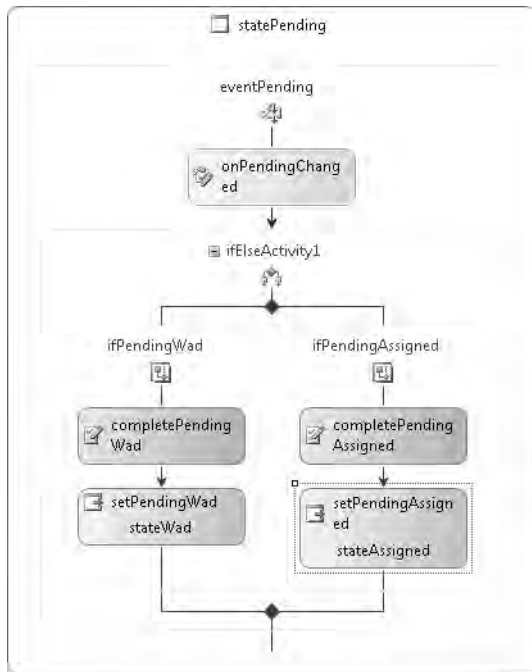 statePending
eventPending
onPendingChang
ed
ifElseActivity1
ifPendingWad
ifPendingAssigned
completePending
Wad
completePending
Assigned
setPendingWad
stateWad
setPendingAssign
ed
stateAssigned